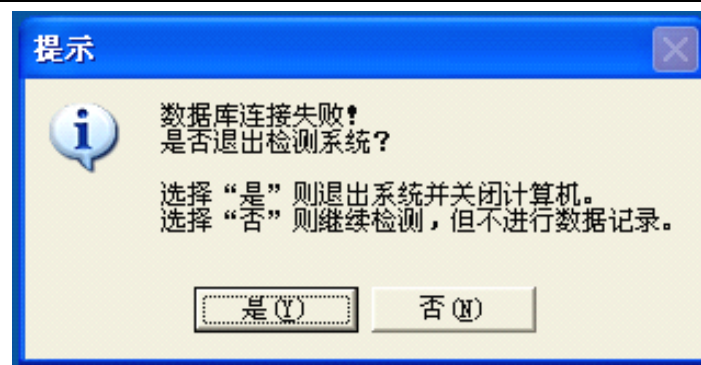 提示
数据库连接失败!
是否退出检测系统?
选择“是”则退出系统并关闭计算机。
选择“否”则继续检测,但不进行数据记录。
是(Y) 否(N)